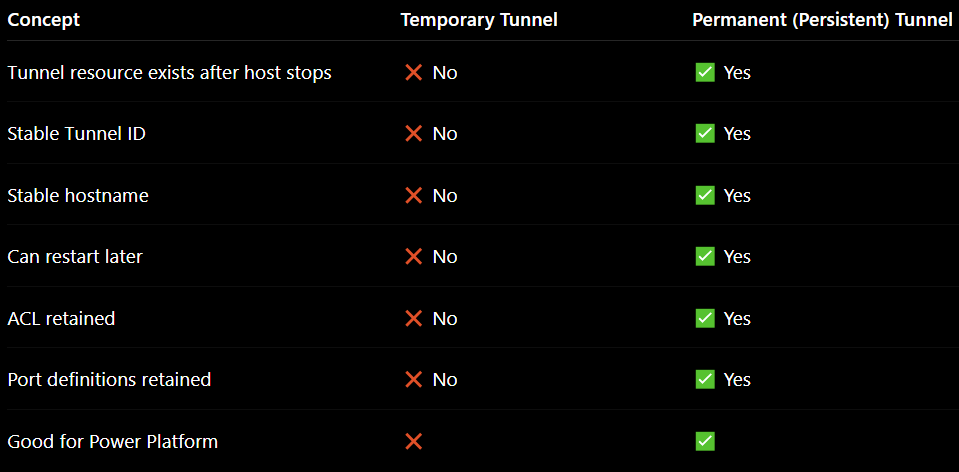 Concept Temporary Tunnel Permanent (Persistent) Tunnel
Tunnel resource exists after host stops ❌ No ✅ Yes
Stable Tunnel ID ❌ No ✅ Yes
Stable hostname ❌ No ✅ Yes
Can restart later ❌ No ✅ Yes
ACL retained ❌ No ✅ Yes
Port definitions retained ❌ No ✅ Yes
Good for Power Platform ❌ ✅